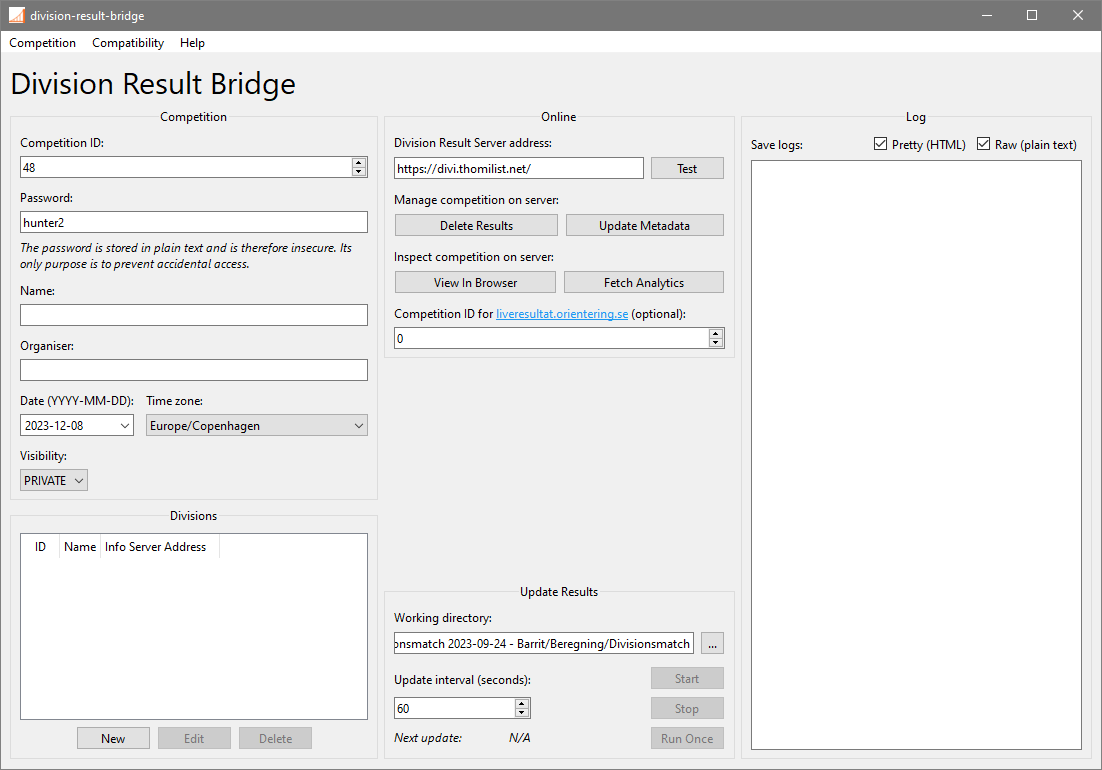 division-result-bridge
Competition Compatibility Help
Division Result Bridge
Competition
Competition ID:
48
Password:
hunter2
The password is stored in plain text and is therefore insecure. Its
only purpose is to prevent accidental access.
Name:
Organiser:
Date (YYYY-MM-DD): Time zone:
2023-12-08 Europe/Copenhagen
Visibility:
PRIVATE
Divisions
ID Name Info Server Address
New Edit Delete
Online
Division Result Server address:
https://divi.thomilist.net/ Test
Manage competition on server:
Delete Results Update Metadata
Inspect competition on server:
View In Browser Fetch Analytics
Competition ID for liveresultat.orientering.se (optional):
0
Update Results
Working directory:
onsmatch 2023-09-24 - Barrit/Beregning/Divisionsmatch ...
Update interval (seconds): Start
60 Stop
Next update: N/A Run Once
Log
Save logs: Pretty (HTML) Raw (plain text)